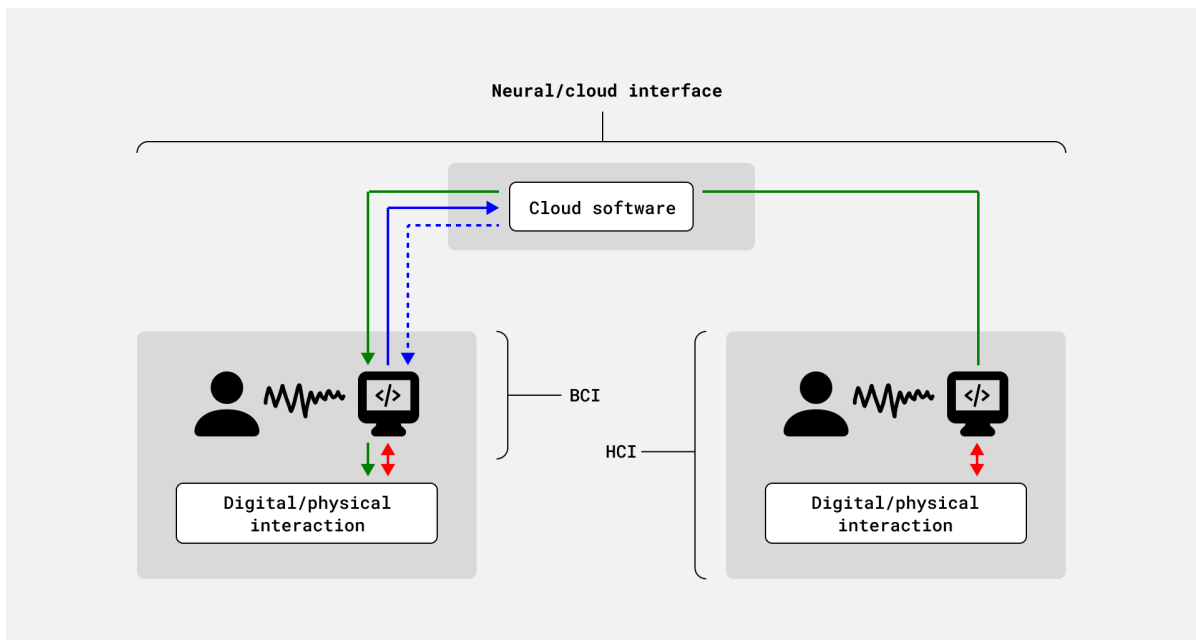 Neural/cloud interface
Cloud software
</>
BCI
</>
HCI
Digital/physical
interaction
Digital/physical
interaction